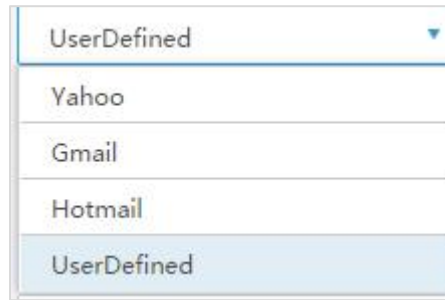 UserDefined
Yahoo
Gmail
Hotmail
UserDefined